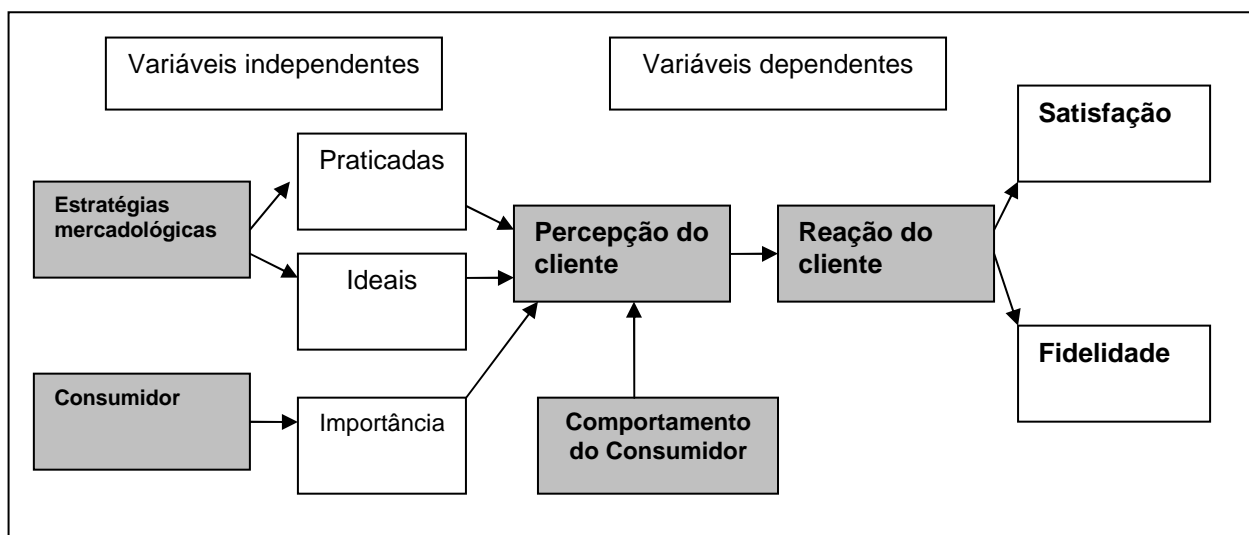 Variáveis independentes
Variáveis dependentes
Satisfação
Praticadas
Estratégias
mercadológicas
Percepção do
cliente
Reação do
cliente
Ideais
Fidelidade
Consumidor
Importância
Comportamento
do Consumidor